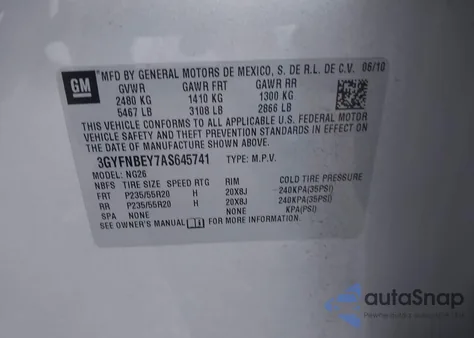 GM
MFD BY GENERAL MOTORS DE MEXICO, S. DE R.L. DE C.V. 06/10
GVWR GAWR FRT GAWR RR
2480 KG 1410 KG 1300 KG
5467 LB 3108 LB 2866 LB
THIS VEHICLE CONFORMS TO ALL APPLICABLE U.S. FEDERAL MOTOR
VEHICLE SAFETY, BUMPER, AND THEFT PREVENTION STANDARDS IN EFFECT
ON THE DATE OF MANUFACTURE SHOWN ABOVE.
3GYFNBEY7AS645741 TYPE: M.P.V.
MODEL: NG26
NBFS TIRE SIZE SPEED RTG RIM COLD TIRE PRESSURE
FRT P235/55R20 H 20X8J 240KPA(35PSI)
RR P235/55R20 H 20X8J 240KPA(35PSI)
SPA NONE NONE KPA(PSI)
SEE OWNER'S MANUAL FOR MORE INFORMATION.
autoSnap